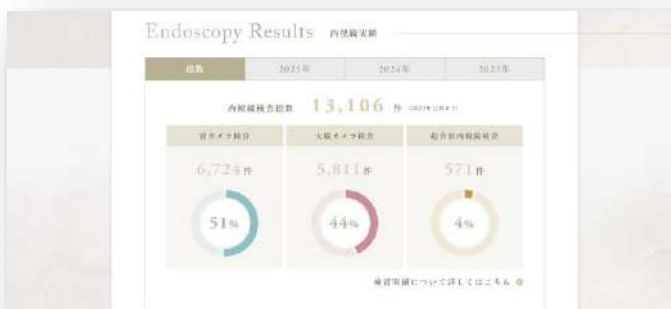 Endoscopy Results 内視鏡実績
総数 2025年 2024年 2023年
内視鏡検査総数 13,106 件
胃カメラ検査 大腸カメラ検査 超音波内視鏡検査
6,724件 5,811件 571件
51% 44% 4%
検査実績について詳しくはこちら